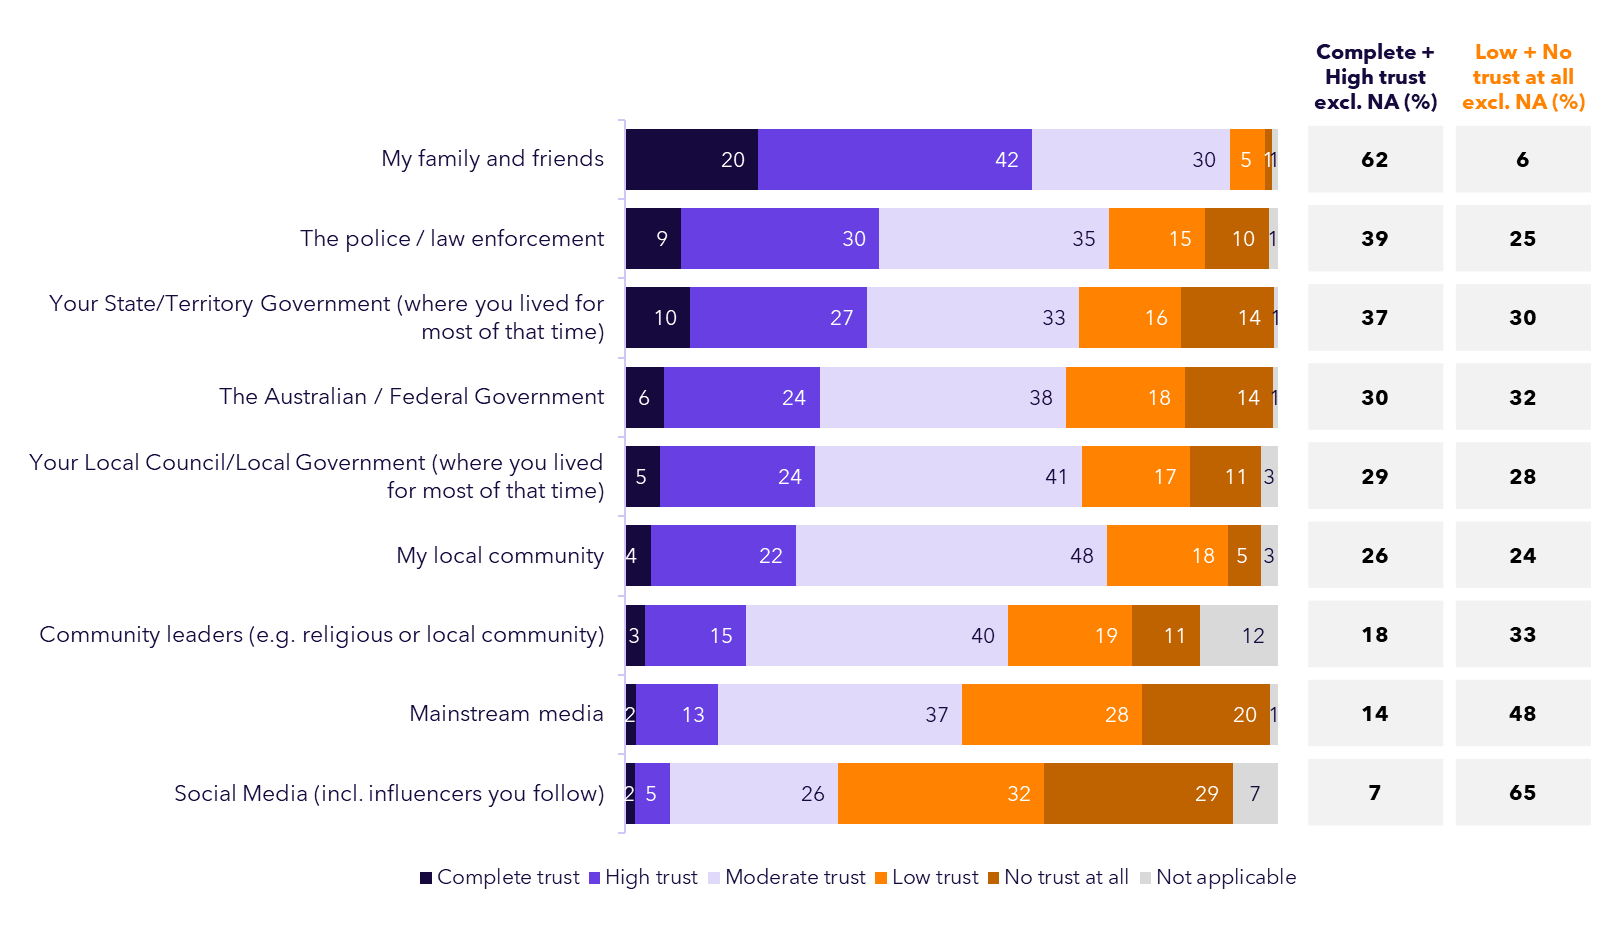 Complete +
High trust
excl. NA (%)
Low + No
trust at all
excl. NA (%)
My family and friends
20 42 30 5 1 1 62 6
The police / law enforcement
9 30 35 15 10 1 39 25
Your State/Territory Government (where you lived for
most of that time)
10 27 33 16 14 1 37 30
The Australian / Federal Government
6 24 38 18 14 1 30 32
Your Local Council/Local Government (where you lived
for most of that time)
5 24 41 17 11 3 29 28
My local community
4 22 48 18 5 3 26 24
Community leaders (e.g. religious or local community)
3 15 40 19 11 12 18 33
Mainstream media
2 13 37 28 20 1 14 48
Social Media (incl. influencers you follow)
2 5 26 32 29 7 7 65
Complete trust High trust Moderate trust Low trust No trust at all Not applicable